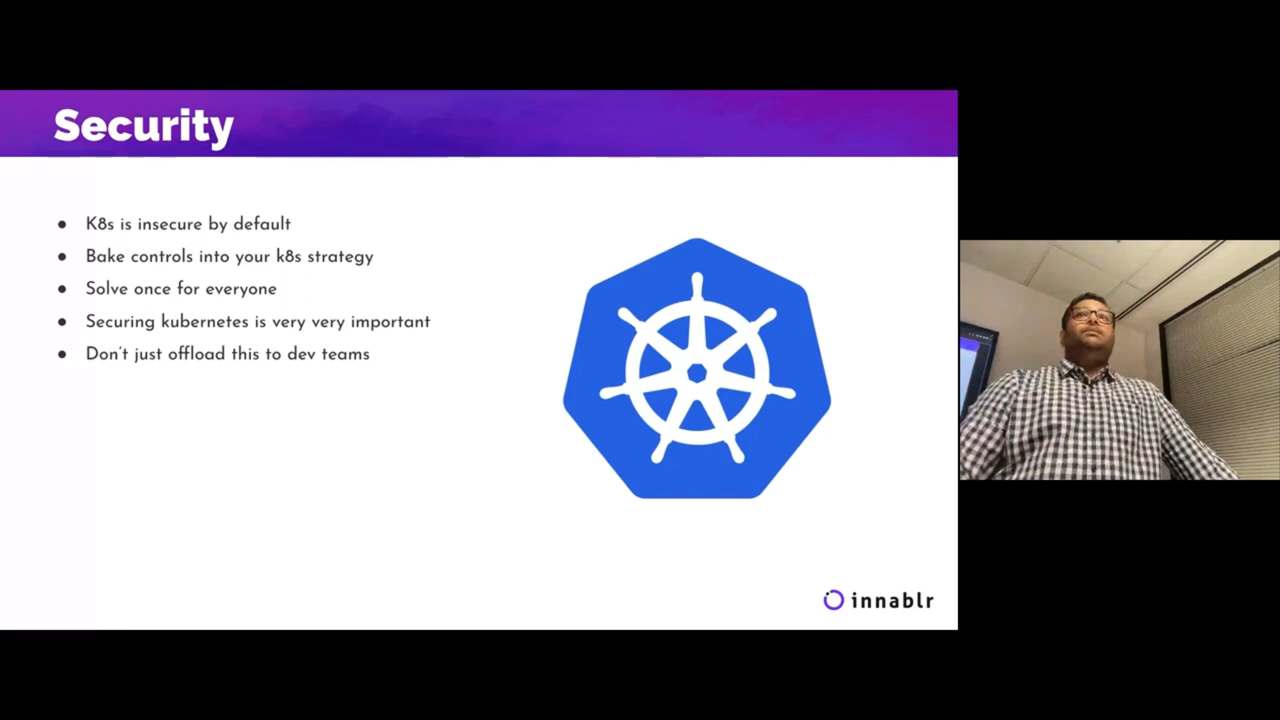 Security
K8s is insecure by default
Bake controls into your k8s strategy
Solve once for everyone
Securing kubernetes is very very important
Don't just offload this to dev teams
innablr